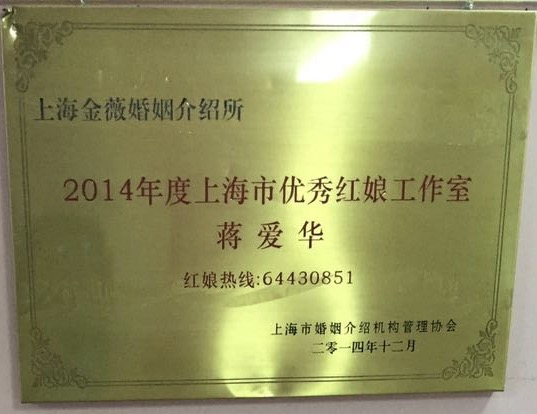 上海金薇婚姻介绍所
2014年度上海市优秀红娘工作室
蒋爱华
红娘热线:64430851
上海市婚姻介绍机构管理协会
二零一四年十二月